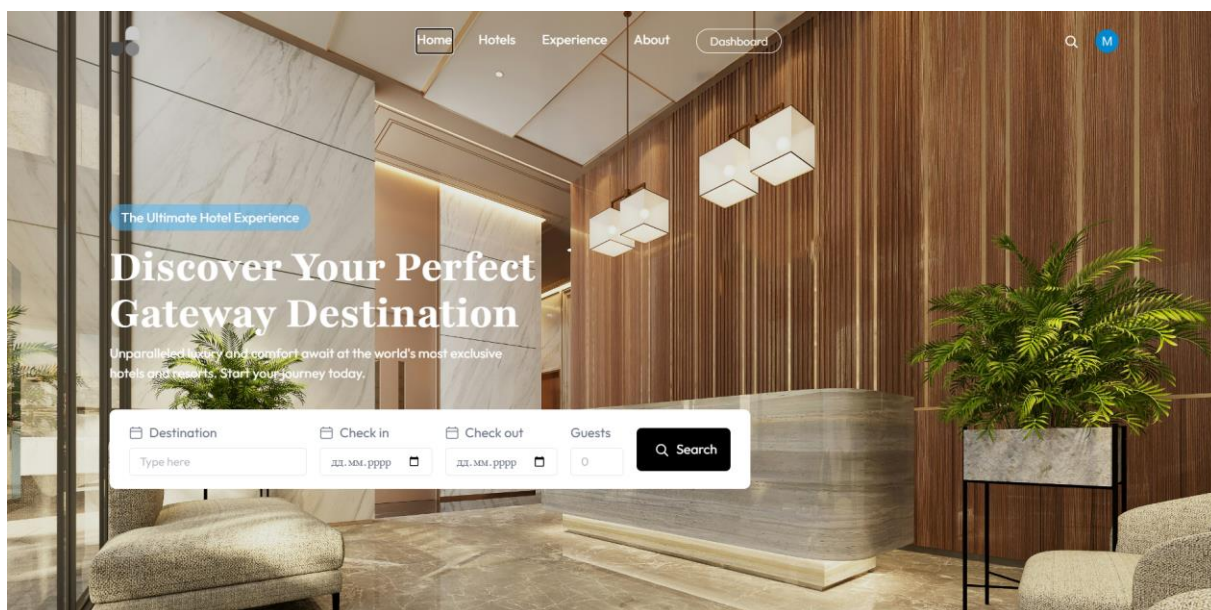 Home Hotels Experience About Dashboard M
The Ultimate Hotel Experience
Discover Your Perfect
Gateway Destination
Unparalleled luxury and comfort await at the world's most exclusive
hotels and resorts. Start your journey today.
Destination Check in Check out Guests
Type here дд.мм.рррр дд.мм.рррр 0 Search